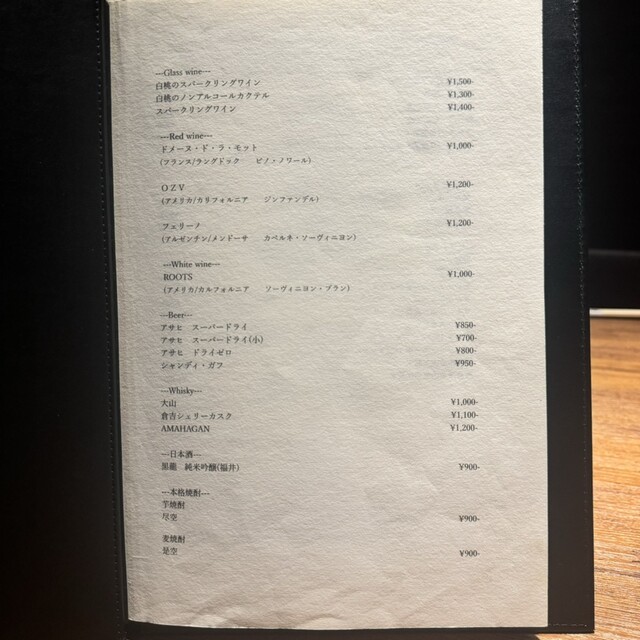 ---Glass wine---
白桃のスパークリングワイン ¥1,500-
白桃のノンアルコールカクテル ¥1,300-
スパークリングワイン ¥1,400-
---Red wine---
ドメーヌ・ド・ラ・モット ¥1,000-
(フランス/ラングドック ピノ・ノワール)
OZV ¥1,200-
(アメリカ/カリフォルニア ジンファンデル)
フェリーノ ¥1,200-
(アルゼンチン/メンドーサ カベルネ・ソーヴィニヨン)
---White wine---
ROOTS ¥1,000-
(アメリカ/カルフォルニア ソーヴィニヨン・ブラン)
---Beer---
アサヒ スーパードライ ¥850-
アサヒ スーパードライ(小) ¥700-
アサヒ ドライゼロ ¥800-
シャンディ・ガフ ¥950-
---Whisky---
大山 ¥1,000-
倉吉シェリーカスク ¥1,100-
AMAHAGAN ¥1,200-
---日本酒---
黒龍 純米吟醸(福井) ¥900-
---本格焼酎---
芋焼酎
尽空 ¥900-
麦焼酎
是空 ¥900-